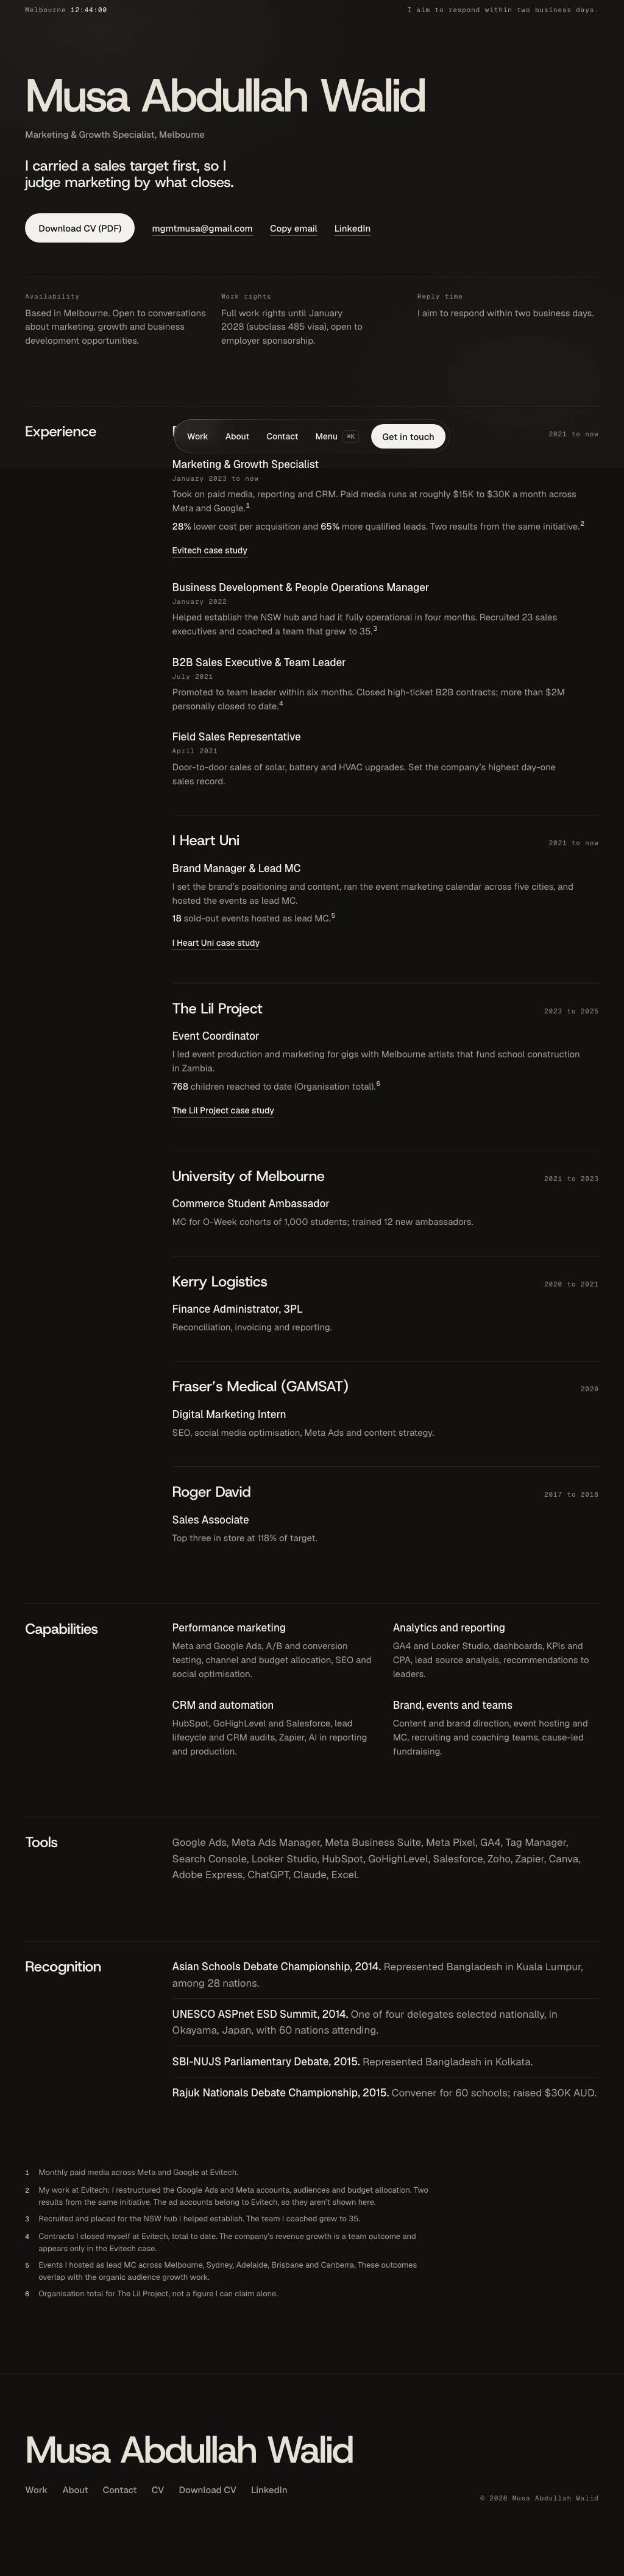 Melbourne 12:44:00
I aim to respond within two business days.
Musa Abdullah Walid
Marketing & Growth Specialist, Melbourne
I carried a sales target first, so I
judge marketing by what closes.
Download CV (PDF)
mgmtmusa@gmail.com
Copy email
LinkedIn
Availability
Based in Melbourne. Open to conversations
about marketing, growth and business
development opportunities.
Work rights
Full work rights until January
2028 (subclass 485 visa), open to
employer sponsorship.
Reply time
I aim to respond within two business days.
Experience
2021 to now
Work
About
Contact
Menu ⌘K
Get in touch
Marketing & Growth Specialist
January 2023 to now
Took on paid media, reporting and CRM. Paid media runs at roughly $15K to $30K a month across
Meta and Google.1
28% lower cost per acquisition and 65% more qualified leads. Two results from the same initiative.2
Evitech case study
Business Development & People Operations Manager
January 2022
Helped establish the NSW hub and had it fully operational in four months. Recruited 23 sales
executives and coached a team that grew to 35.3
B2B Sales Executive & Team Leader
July 2021
Promoted to team leader within six months. Closed high-ticket B2B contracts; more than $2M
personally closed to date.4
Field Sales Representative
April 2021
Door-to-door sales of solar, battery and HVAC upgrades. Set the company's highest day-one
sales record.
I Heart Uni
2021 to now
Brand Manager & Lead MC
I set the brand's positioning and content, ran the event marketing calendar across five cities, and
hosted the events as lead MC.
18 sold-out events hosted as lead MC.5
I Heart Uni case study
The Lil Project
2023 to 2025
Event Coordinator
I led event production and marketing for gigs with Melbourne artists that fund school construction
in Zambia.
768 children reached to date (Organisation total).6
The Lil Project case study
University of Melbourne
2021 to 2023
Commerce Student Ambassador
MC for O-Week cohorts of 1,000 students; trained 12 new ambassadors.
Kerry Logistics
2020 to 2021
Finance Administrator, 3PL
Reconciliation, invoicing and reporting.
Fraser's Medical (GAMSAT)
2020
Digital Marketing Intern
SEO, social media optimisation, Meta Ads and content strategy.
Roger David
2017 to 2018
Sales Associate
Top three in store at 118% of target.
Capabilities
Performance marketing
Meta and Google Ads, A/B and conversion
testing, channel and budget allocation, SEO and
social optimisation.
Analytics and reporting
GA4 and Looker Studio, dashboards, KPIs and
CPA, lead source analysis, recommendations to
leaders.
CRM and automation
HubSpot, GoHighLevel and Salesforce, lead
lifecycle and CRM audits, Zapier, AI in reporting
and production.
Brand, events and teams
Content and brand direction, event hosting and
MC, recruiting and coaching teams, cause-led
fundraising.
Tools
Google Ads, Meta Ads Manager, Meta Business Suite, Meta Pixel, GA4, Tag Manager,
Search Console, Looker Studio, HubSpot, GoHighLevel, Salesforce, Zoho, Zapier, Canva,
Adobe Express, ChatGPT, Claude, Excel.
Recognition
Asian Schools Debate Championship, 2014. Represented Bangladesh in Kuala Lumpur,
among 28 nations.
UNESCO ASPnet ESD Summit, 2014. One of four delegates selected nationally, in
Okayama, Japan, with 60 nations attending.
SBI-NUJS Parliamentary Debate, 2015. Represented Bangladesh in Kolkata.
Rajuk Nationals Debate Championship, 2015. Convener for 60 schools; raised $30K AUD.
1 Monthly paid media across Meta and Google at Evitech.
2 My work at Evitech: I restructured the Google Ads and Meta accounts, audiences and budget allocation. Two
results from the same initiative. The ad accounts belong to Evitech, so they aren't shown here.
3 Recruited and placed for the NSW hub I helped establish. The team I coached grew to 35.
4 Contracts I closed myself at Evitech, total to date. The company's revenue growth is a team outcome and
appears only in the Evitech case.
5 Events I hosted as lead MC across Melbourne, Sydney, Adelaide, Brisbane and Canberra. These outcomes
overlap with the organic audience growth work.
6 Organisation total for The Lil Project, not a figure I can claim alone.
Musa Abdullah Walid
Work
About
Contact
CV
Download CV
LinkedIn
© 2026 Musa Abdullah Walid